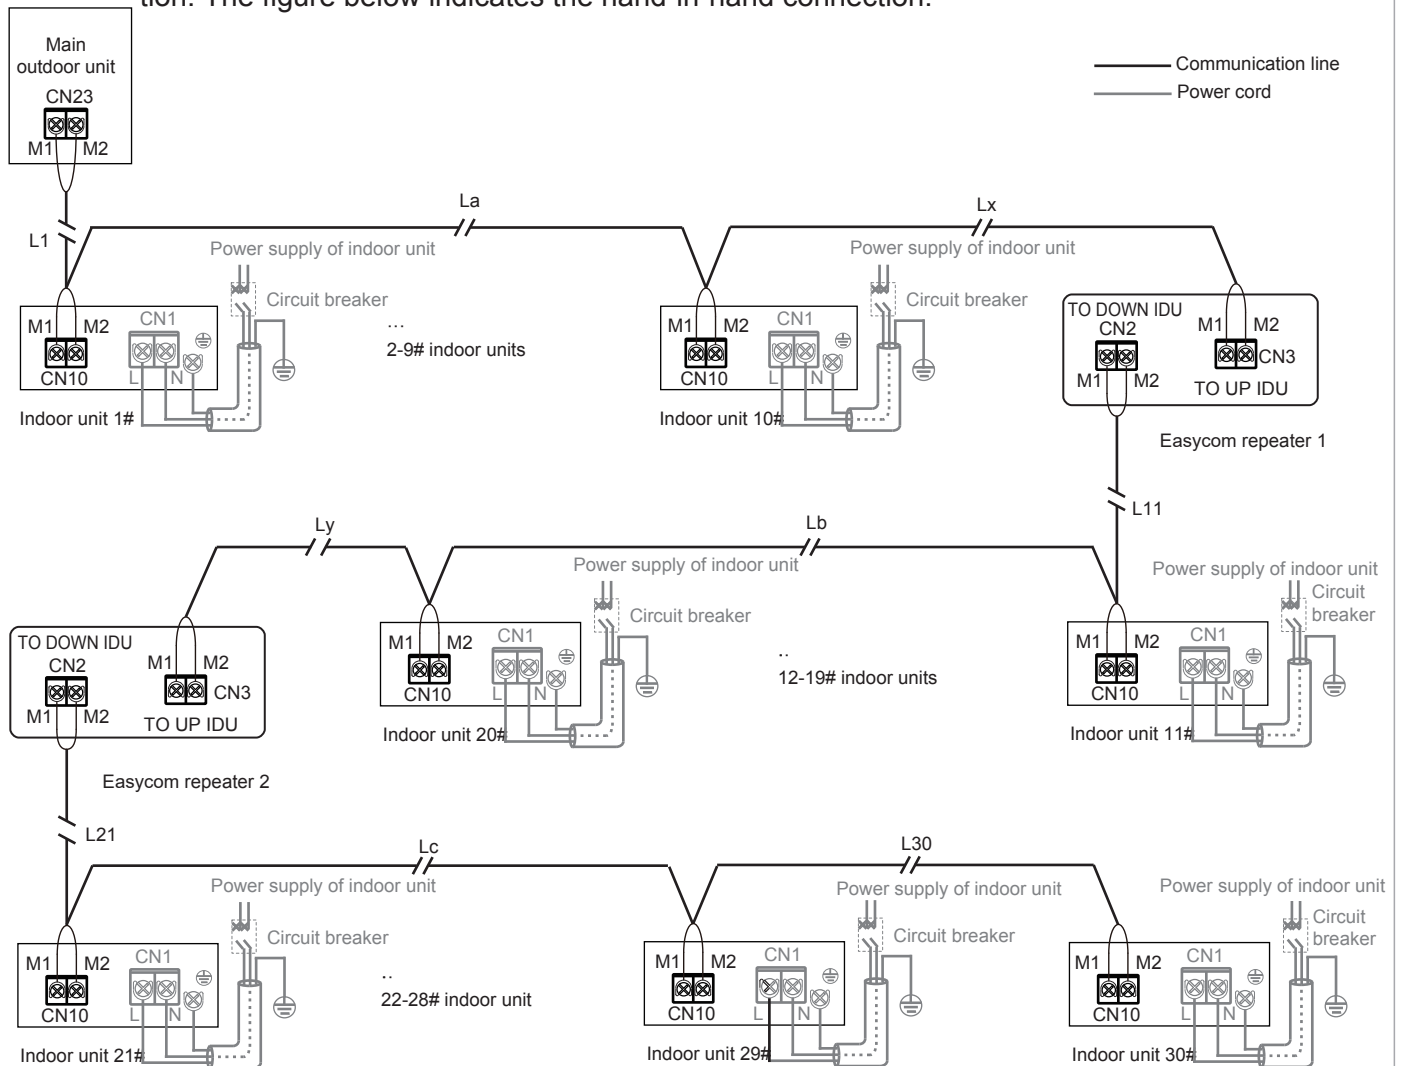 tion. The figure below indicates the hand-in-hand connection.
Main
outdoor unit
CN23
M1 M2
Communication line
Power cord
L1
La
Lx
Power supply of indoor unit
Circuit breaker
M1 M2 CN1
CN10 L N
Indoor unit 1#
...
2-9# indoor units
Power supply of indoor unit
Circuit breaker
M1 M2 CN1
CN10 L N
Indoor unit 10#
TO DOWN IDU
CN2
M1 M2
M1 M2
CN3
TO UP IDU
Easycom repeater 1
L11
Ly
Lb
TO DOWN IDU
CN2
M1 M2
M1 M2
CN3
TO UP IDU
Easycom repeater 2
Power supply of indoor unit
Circuit breaker
M1 M2 CN1
CN10 L N
Indoor unit 20#
..
12-19# indoor units
Power supply of indoor unit
Circuit
breaker
M1 M2 CN1
CN10 L N
Indoor unit 11#
L21
Lc
L30
Power supply of indoor unit
Circuit breaker
M1 M2 CN1
CN10 L N
Indoor unit 21#
..
22-28# indoor unit
Power supply of indoor unit
Circuit breaker
M1 M2 CN1
CN10 L N
Indoor unit 29#
Power supply of indoor unit
Circuit
breaker
M1 M2 CN1
CN10 L N
Indoor unit 30#